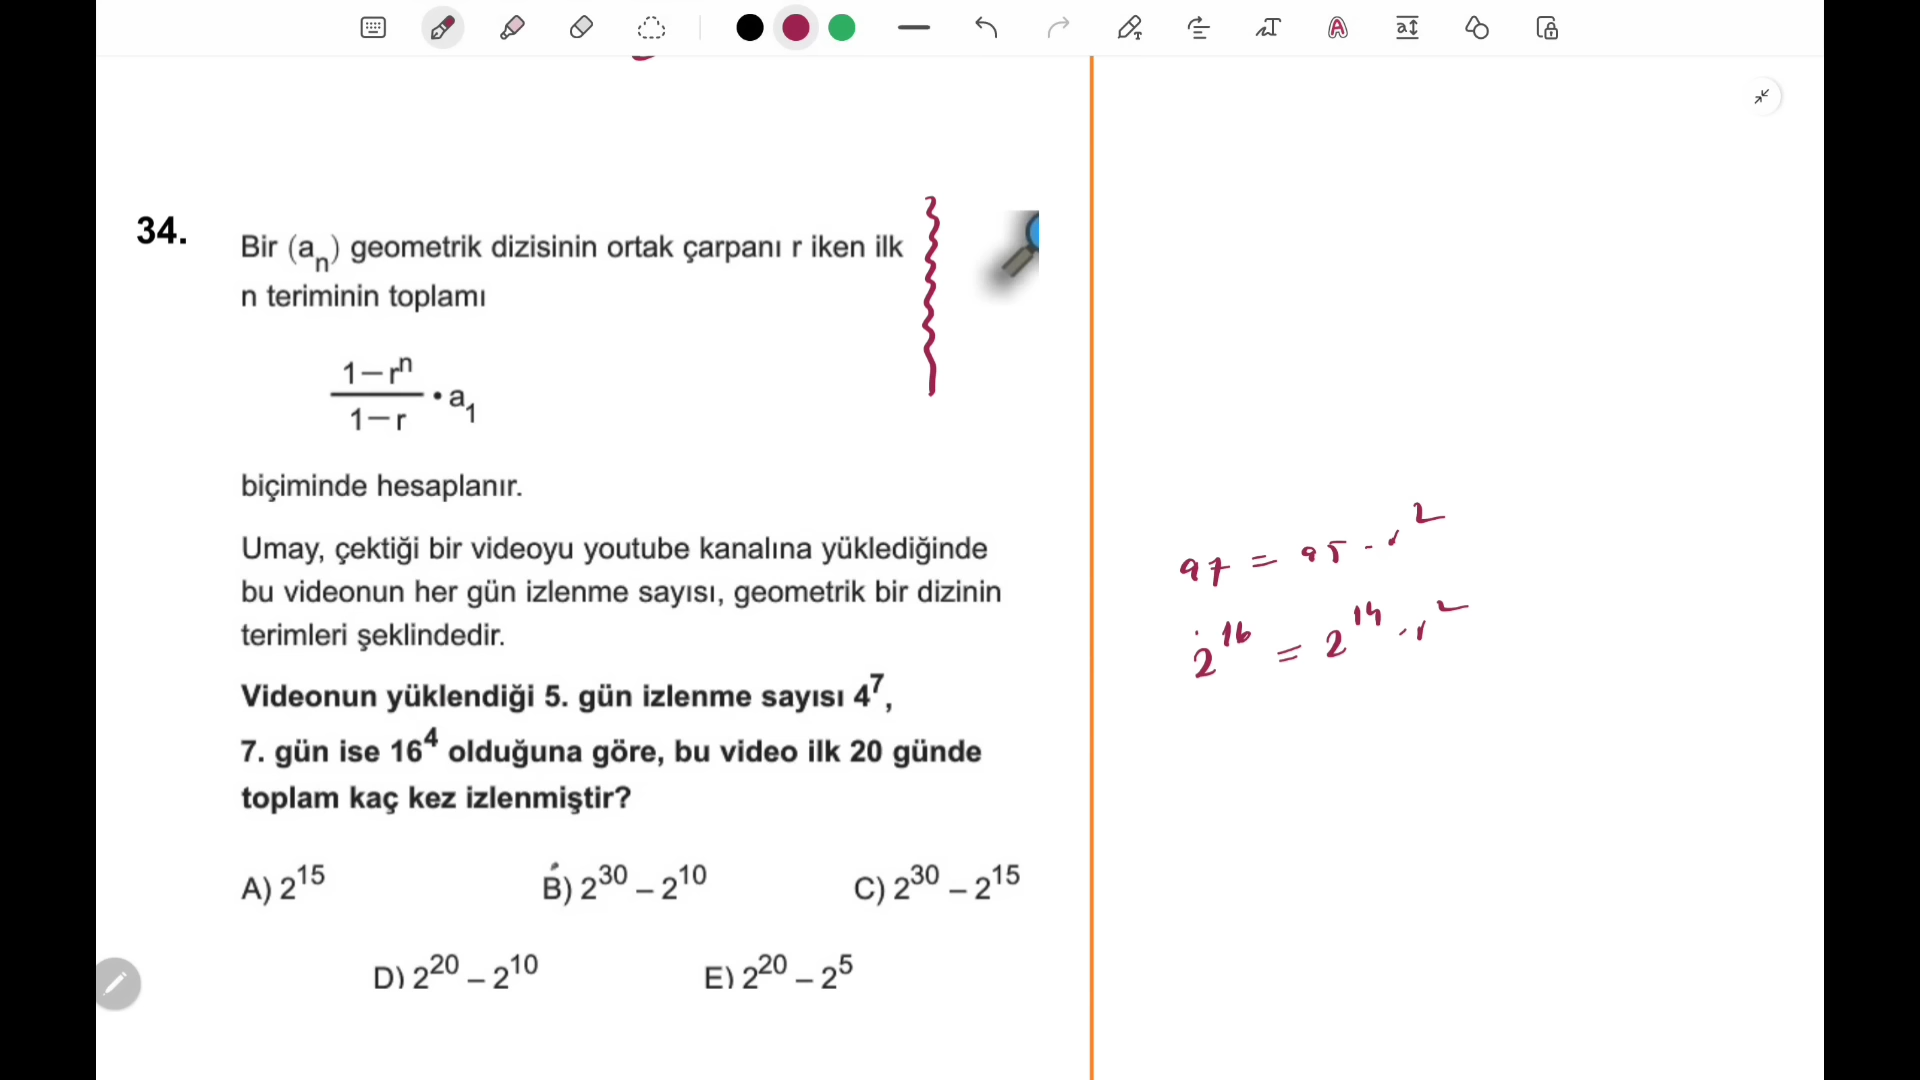 34.
Bir (aₙ) geometrik dizisinin ortak çarpanı r iken ilk
n teriminin toplamı
1−rⁿ
1−r
• a₁
biçiminde hesaplanır.
Umay, çektiği bir videoyu youtube kanalına yüklediğinde
bu videonun her gün izlenme sayısı, geometrik bir dizinin
terimleri şeklindedir.
Videonun yüklendiği 5. gün izlenme sayısı 4⁷,
7. gün ise 16⁴ olduğuna göre, bu video ilk 20 günde
toplam kaç kez izlenmiştir?
A) 2¹⁵
B) 2³⁰ – 2¹⁰
C) 2³⁰ – 2¹⁵
D) 2²⁰ – 2¹⁰
E) 2²⁰ – 2⁵
a7 = a5 · r²
2¹⁶ = 2¹⁴ · r²